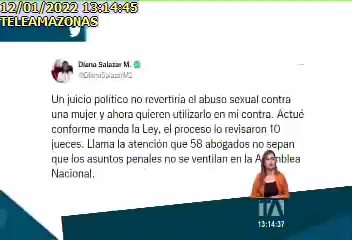 12/01/2022 13:14:45
TELEAMAZONAS
Diana Salazar M.
@DianaSalazarM2
Un juicio político no revertiría el abuso sexual contra
una mujer y ahora quieren utilizarlo en mi contra. Actué
conforme manda la Ley, el proceso lo revisaron 10
jueces. Llama la atención que 58 abogados no sepan
que los asuntos penales no se ventilan en la Asamblea
Nacional.
13:14:37